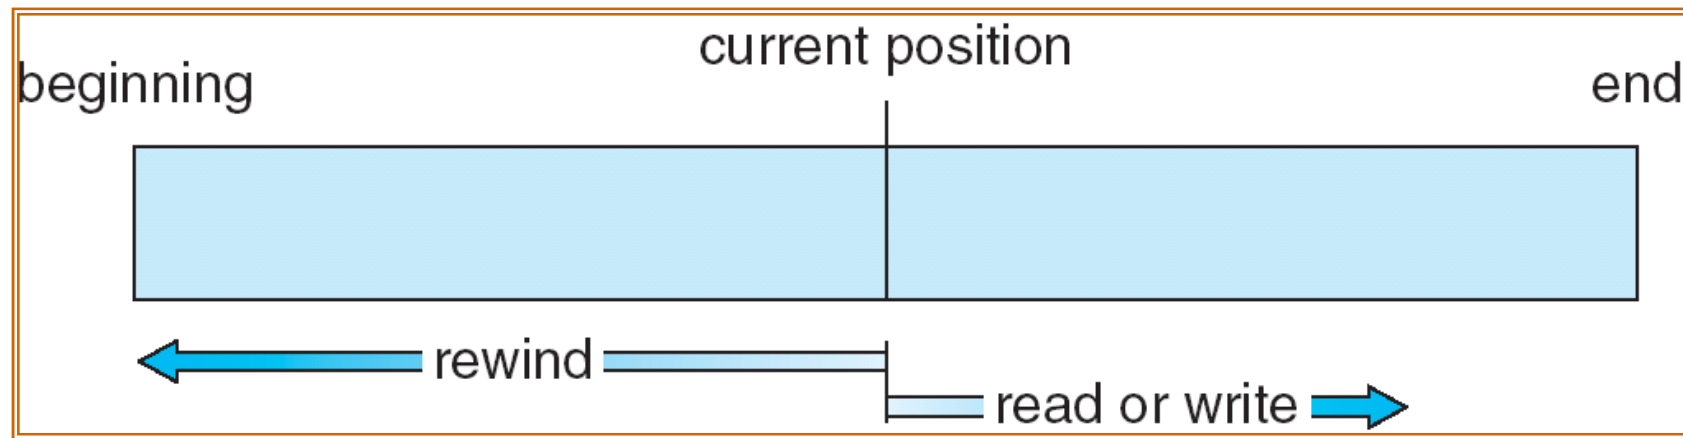 current position
beginning
end
rewind
read or write